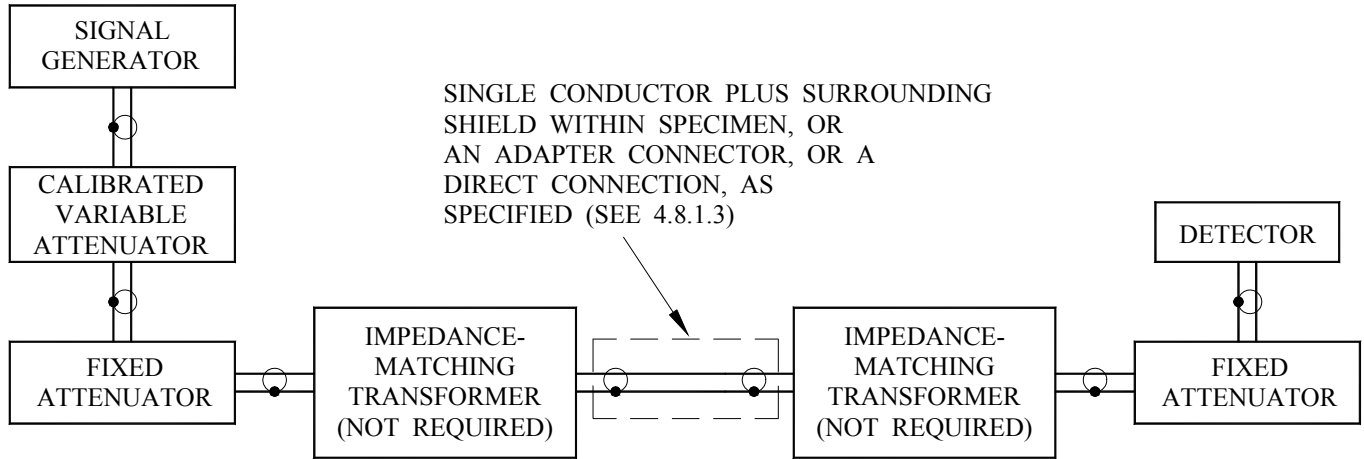 SIGNAL
GENERATOR
CALIBRATED
VARIABLE
ATTENUATOR
FIXED
ATTENUATOR
IMPEDANCE-
MATCHING
TRANSFORMER
(NOT REQUIRED)
SINGLE CONDUCTOR PLUS SURROUNDING
SHIELD WITHIN SPECIMEN, OR
AN ADAPTER CONNECTOR, OR A
DIRECT CONNECTION, AS
SPECIFIED (SEE 4.8.1.3)
IMPEDANCE-
MATCHING
TRANSFORMER
(NOT REQUIRED)
DETECTOR
FIXED
ATTENUATOR